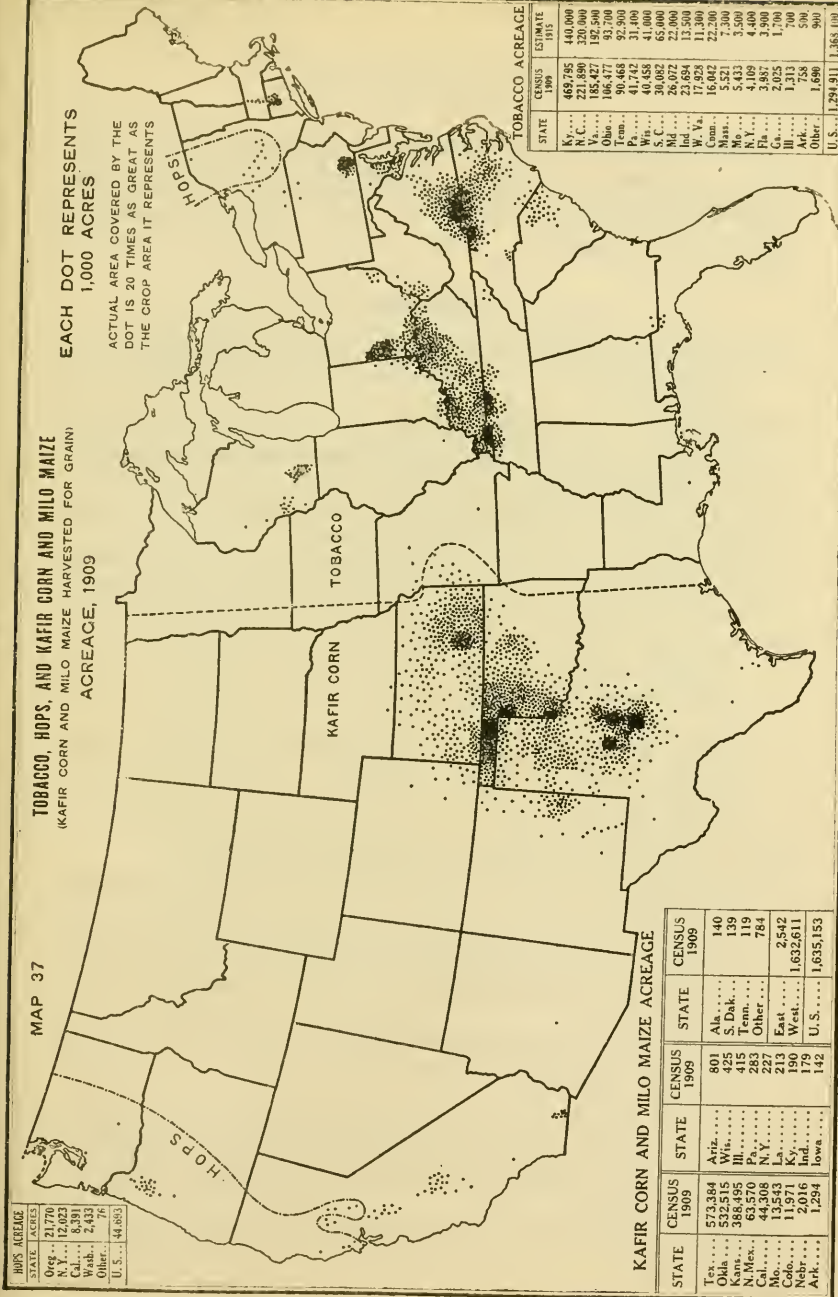 MAP 37
TOBACCO, HOPS, AND KAFIR CORN AND MILO MAIZE
(KAFIR CORN AND MILO MAIZE HARVESTED FOR GRAIN)
ACREAGE, 1909
EACH DOT REPRESENTS
1,000 ACRES
ACTUAL AREA COVERED BY THE
DOT IS 20 TIMES AS GREAT AS
THE CROP AREA IT REPRESENTS
HOPS ACREAGE
STATE ACRES
Oreg.. 21,770
N.Y... 12,023
Cal.... 8,391
Wash.. 2,433
Other.. 76
U.S... 44,693
HOPS
KAFIR CORN
TOBACCO
HOPS
KAFIR CORN AND MILO MAIZE ACREAGE
STATE CENSUS 1909 STATE CENSUS 1909 STATE CENSUS 1909
Tex.... 573,384 Ariz..... 801 Ala..... 140
Okla.. 532,515 Wis..... 425 S. Dak... 139
Kans... 388,495 Ill...... 415 Tenn.... 119
N.Mex.. 63,570 Pa...... 283 Other.... 784
Cal..... 44,308 N.Y.... 227
Mo..... 13,543 La...... 213 East.... 2,542
Colo.... 11,971 Ky..... 190 West.... 1,632,611
Nebr... 2,016 Ind..... 179
Ark.... 1,294 Iowa.... 142 U.S..... 1,635,153
TOBACCO ACREAGE
STATE CENSUS 1909 ESTIMATE 1915
Ky.... 469,795 440,000
N.C... 221,890 320,000
Va.... 185,427 192,500
Ohio... 106,477 93,700
Tenn... 90,468 92,900
Pa.... 41,742 31,400
Wis... 40,458 41,000
S.C... 30,082 65,000
Md... 26,072 22,000
Ind... 23,694 13,500
W.Va. 17,928 11,300
Conn... 16,042 22,200
Mass.. 5,521 7,300
Mo.... 5,433 3,500
N.Y... 4,109 4,400
Fla.... 3,987 3,900
Ga.... 2,025 1,700
Ill.... 1,313 700
Ark... 758 500
Other.. 1,690 900
U.S... 1,294,911 1,368,100